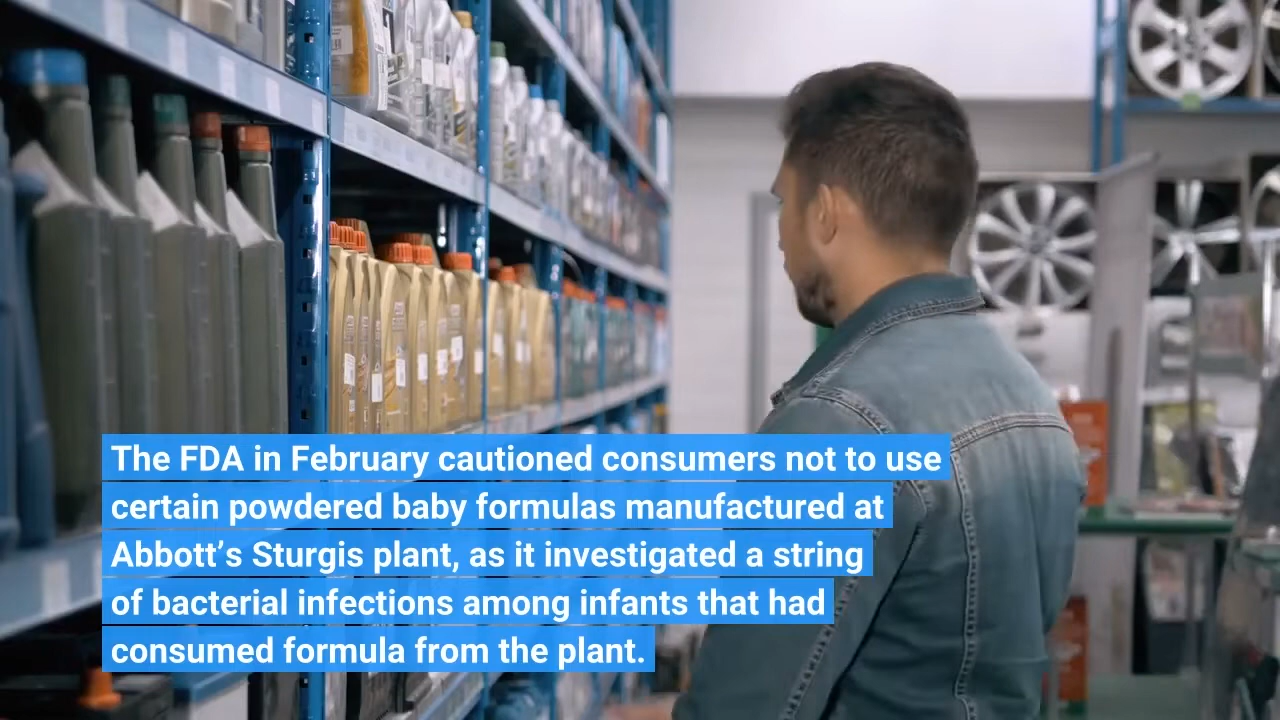 The FDA in February cautioned consumers not to use
certain powdered baby formulas manufactured at
Abbott’s Sturgis plant, as it investigated a string
of bacterial infections among infants that had
consumed formula from the plant.